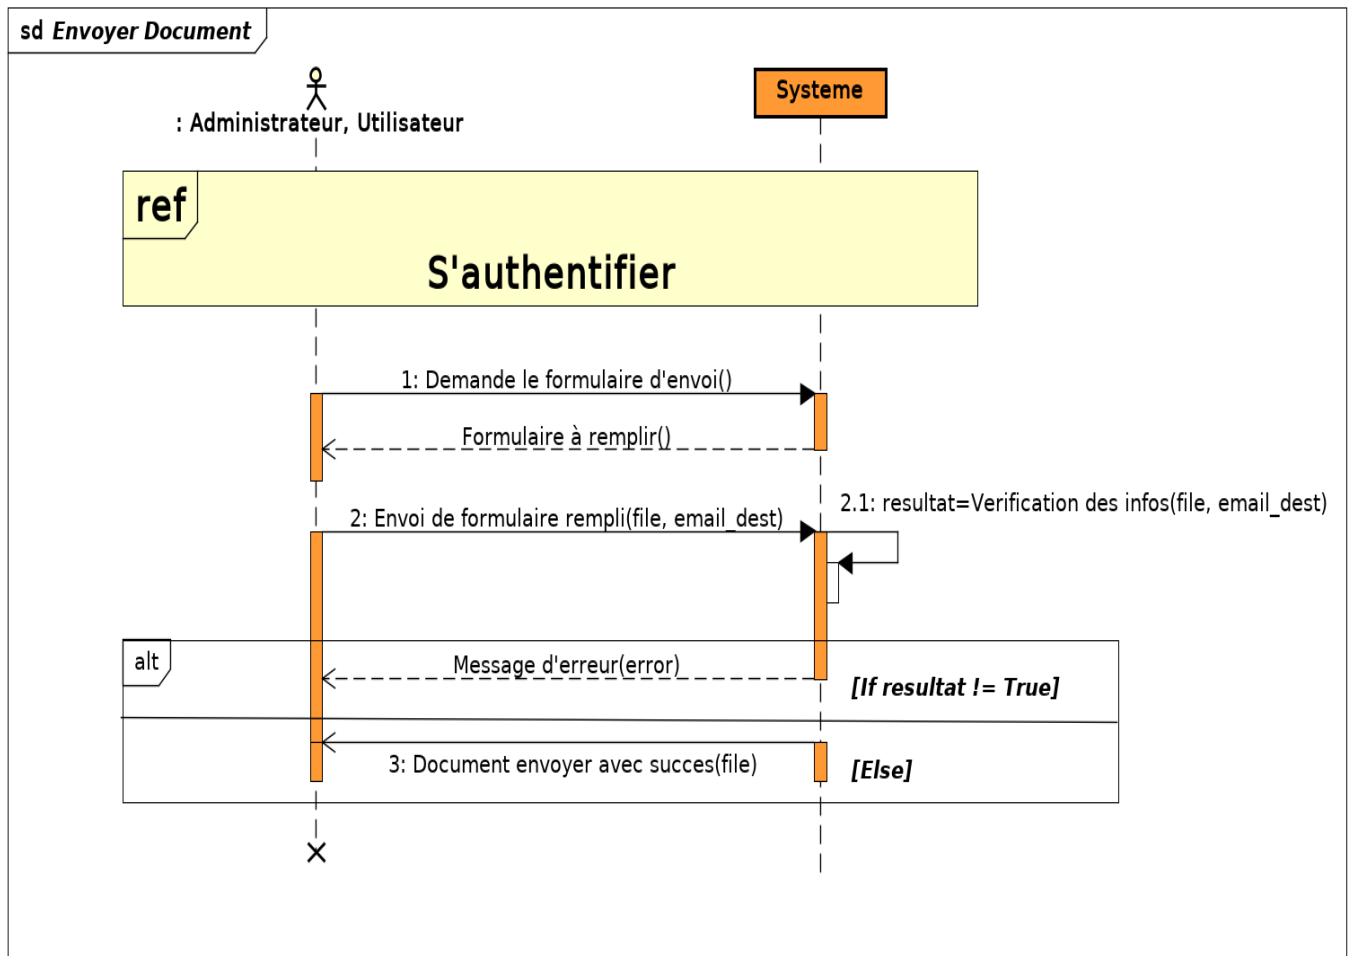 sd Envoyer Document
Systeme
: Administrateur, Utilisateur
ref
S'authentifier
1: Demande le formulaire d'envoi()
Formulaire à remplir()
2.1: resultat=Verification des infos(file, email_dest)
2: Envoi de formulaire rempli(file, email_dest)
alt
Message d'erreur(error)
[If resultat != True]
3: Document envoyer avec succes(file)
[Else]